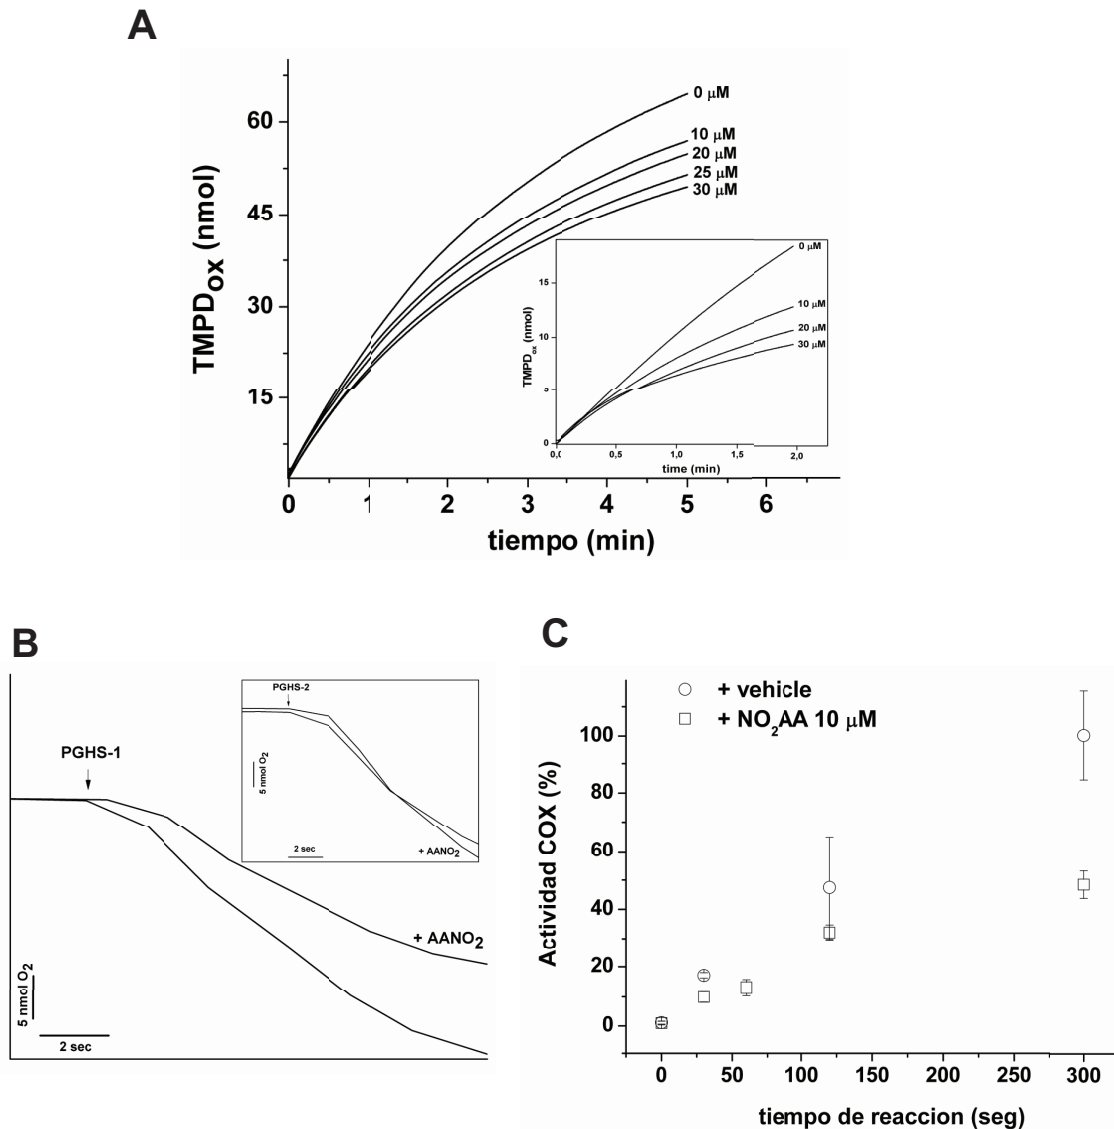 A
TMPDox (nmol)
60
45
30
15
0 μM
10 μM
20 μM
25 μM
30 μM
0 1 2 3 4 5 6
tiempo (min)
TMPDox (nmol)
15
10
5
0
0 μM
10 μM
20 μM
30 μM
0,0 0,5 1,0 1,5 2,0
time (min)
B
PGHS-1
+ AANO2
5 nmol O2
2 sec
PGHS-2
5 nmol O2
2 sec
+ AANO2
C
+ vehicle
+ NO2AA 10 μM
Actividad COX (%)
100
80
60
40
20
0
0 50 100 150 200 250 300
tiempo de reaccion (seg)